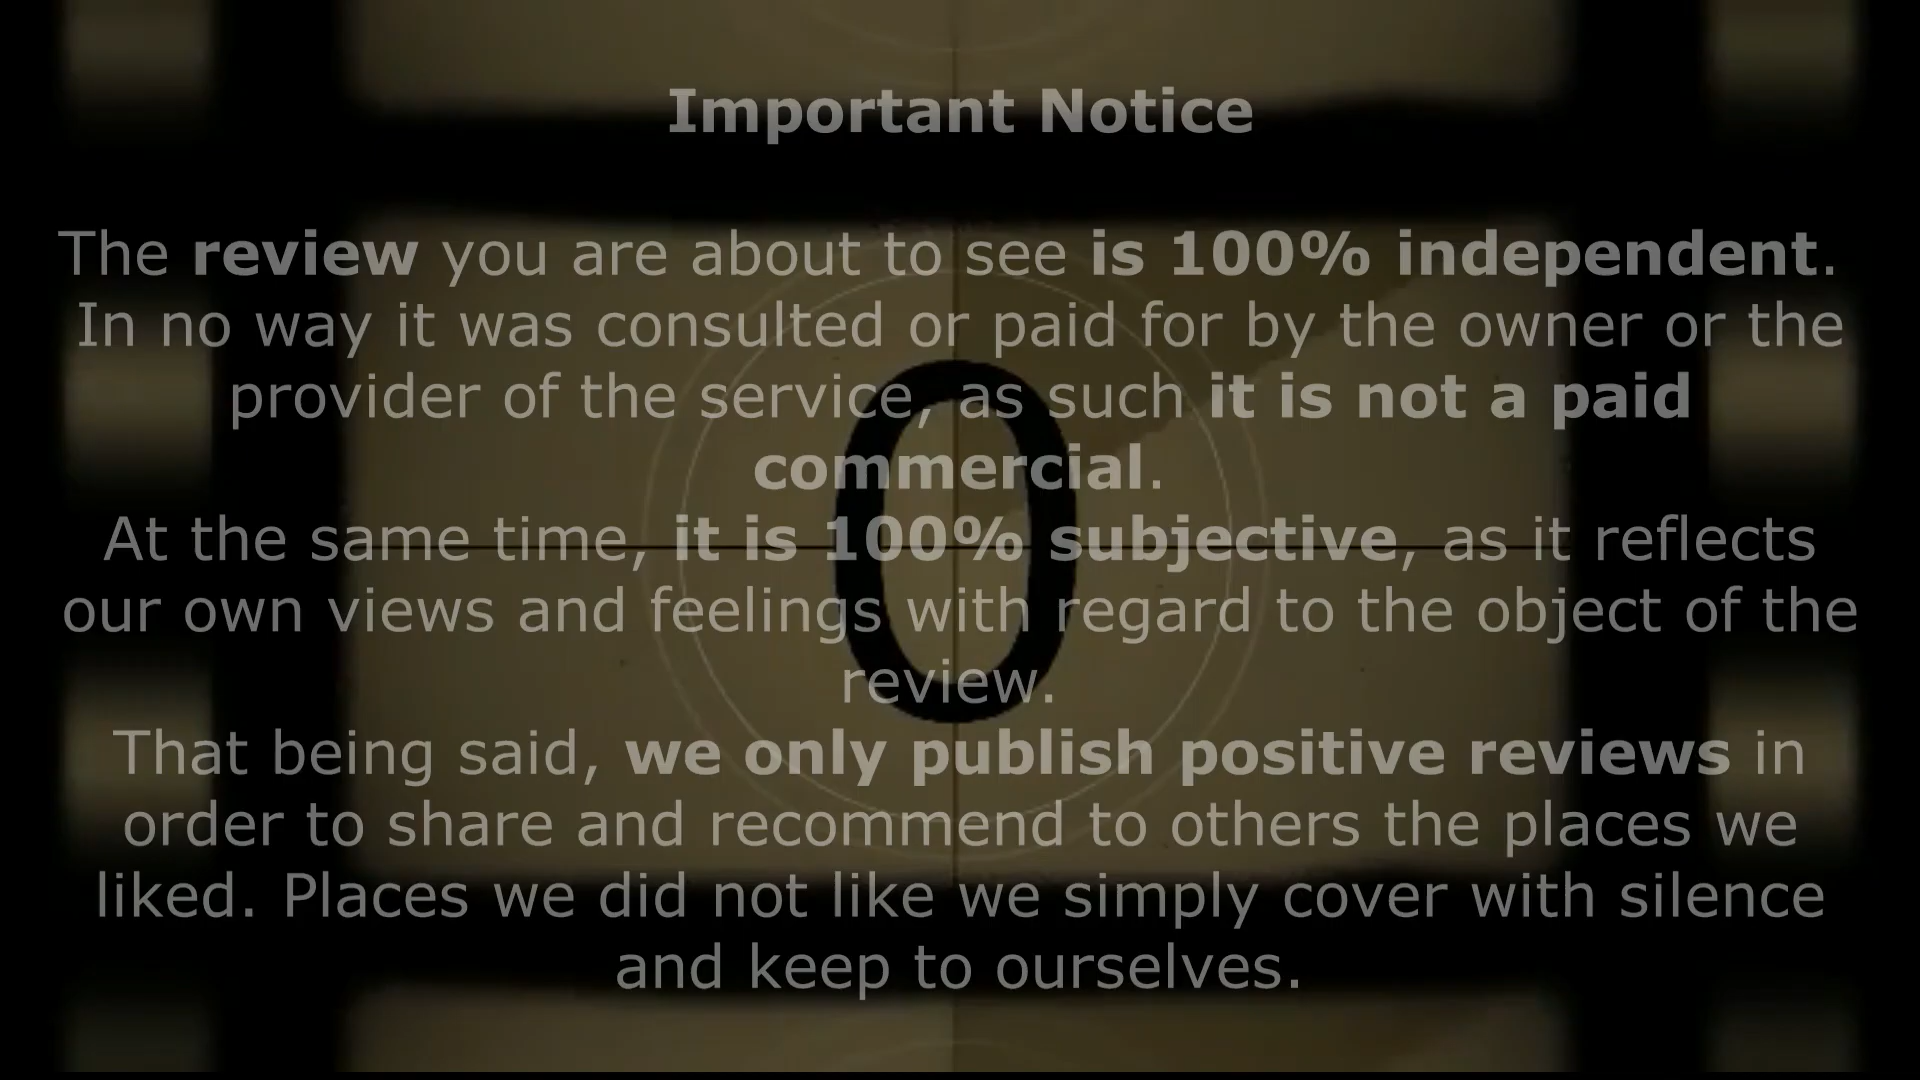 Important Notice
The review you are about to see is 100% independent.
In no way it was consulted or paid for by the owner or the
provider of the service, as such it is not a paid
commercial.
At the same time, it is 100% subjective, as it reflects
our own views and feelings with regard to the object of the
review.
That being said, we only publish positive reviews in
order to share and recommend to others the places we
liked. Places we did not like we simply cover with silence
and keep to ourselves.
0